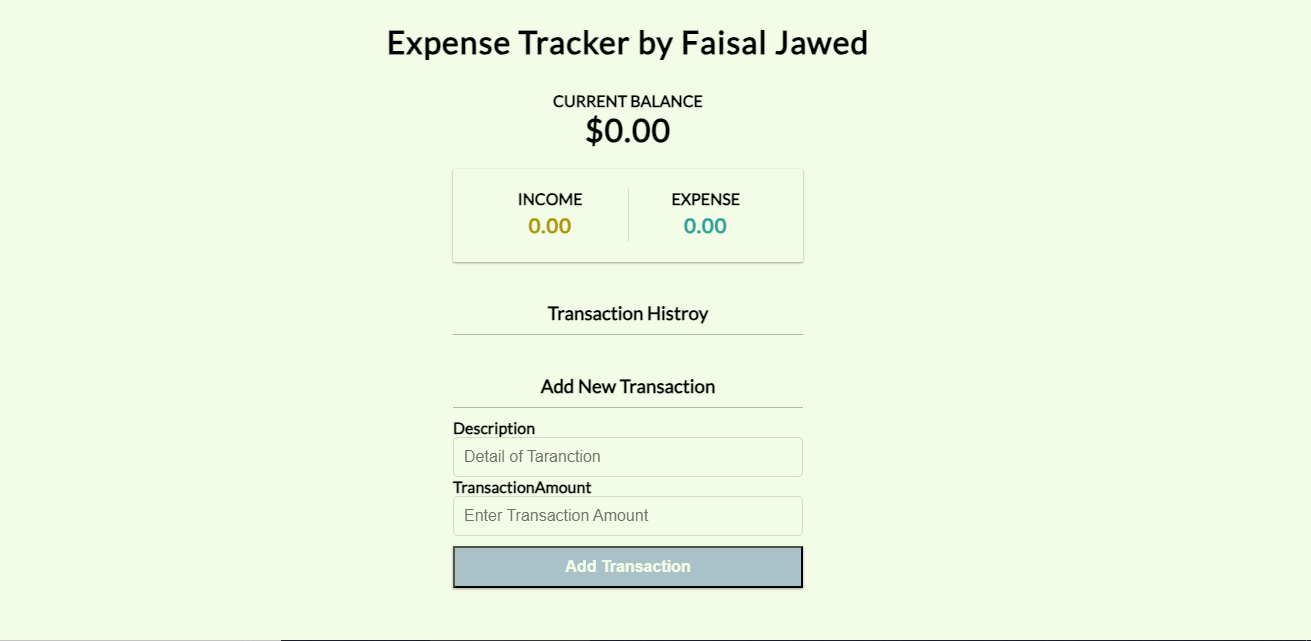 Expense Tracker by Faisal Jawed
CURRENT BALANCE
$0.00
INCOME EXPENSE
0.00 0.00
Transaction Histroy
Add New Transaction
Description
Detail of Taranction
TransactionAmount
Enter Transaction Amount
Add Transaction